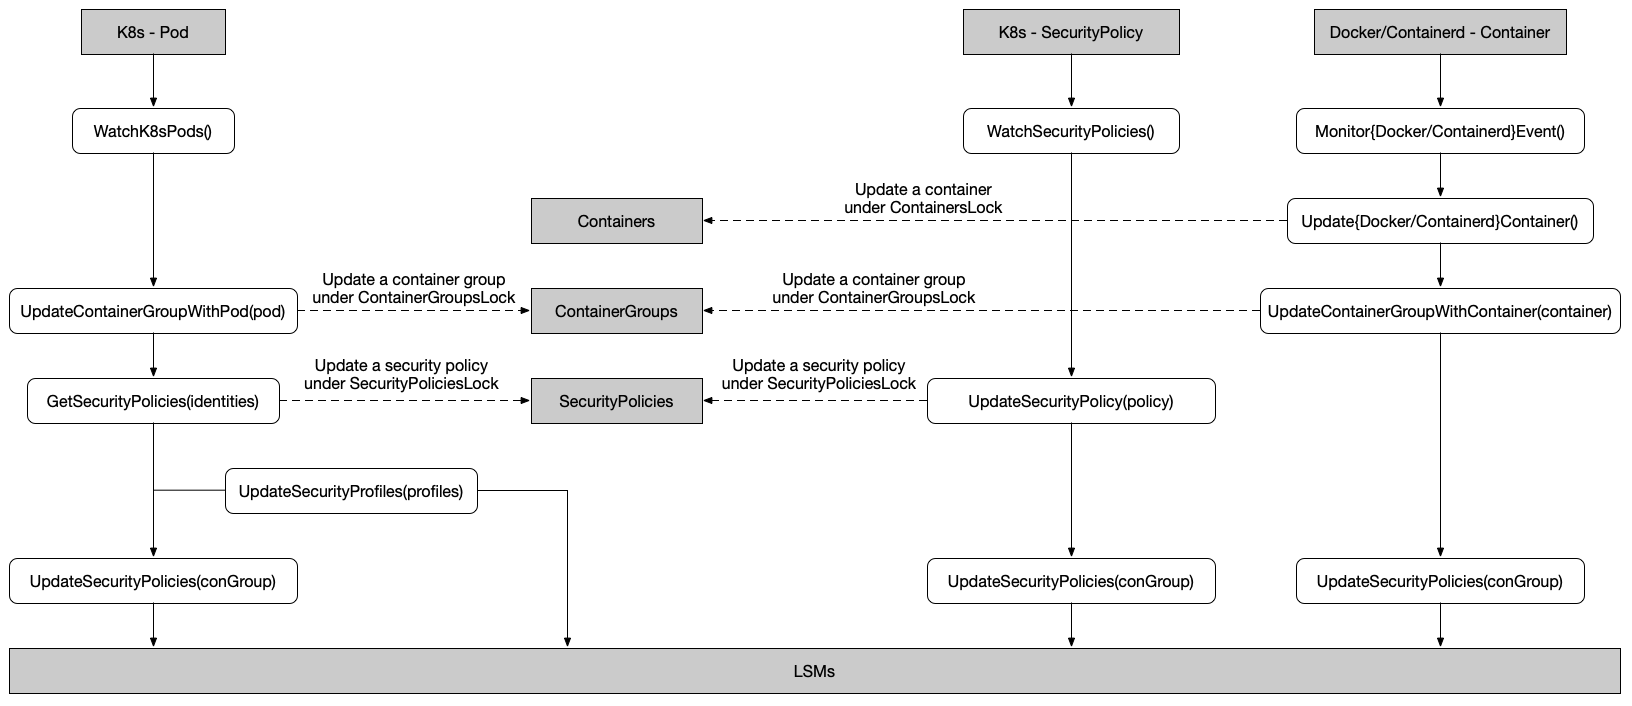 K8s - Pod
K8s - SecurityPolicy
Docker/Containerd - Container
WatchK8sPods()
WatchSecurityPolicies()
Monitor{Docker/Containerd}Event()
Update a container
under ContainersLock
Containers
Update{Docker/Containerd}Container()
Update a container group
under ContainerGroupsLock
Update a container group
under ContainerGroupsLock
UpdateContainerGroupWithPod(pod)
ContainerGroups
UpdateContainerGroupWithContainer(container)
Update a security policy
under SecurityPoliciesLock
Update a security policy
under SecurityPoliciesLock
GetSecurityPolicies(identities)
SecurityPolicies
UpdateSecurityPolicy(policy)
UpdateSecurityProfiles(profiles)
UpdateSecurityPolicies(conGroup)
UpdateSecurityPolicies(conGroup)
UpdateSecurityPolicies(conGroup)
LSMs